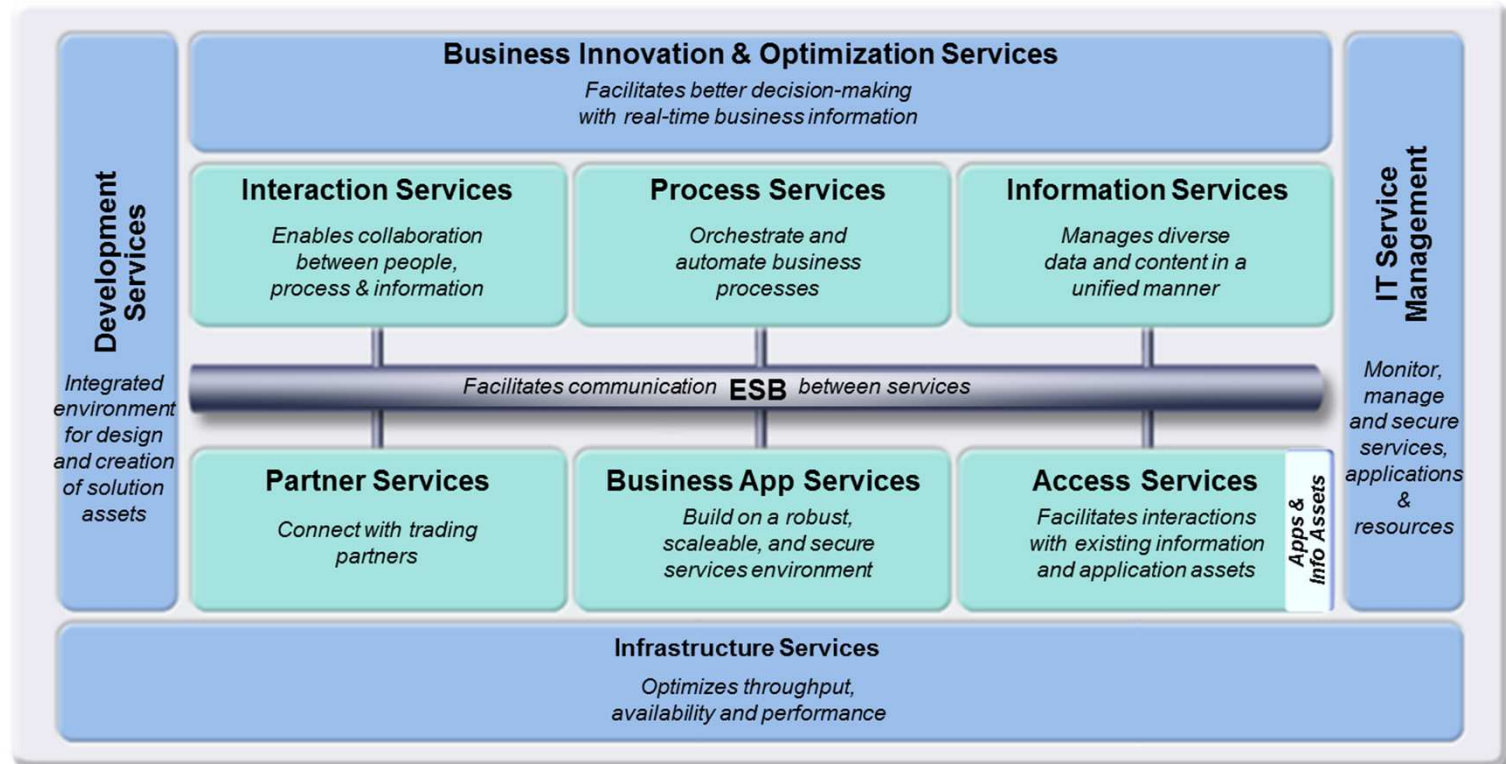 Business Innovation & Optimization Services
Facilitates better decision-making
with real-time business information
Development
Services
Integrated
environment
for design
and creation
of solution
assets
Interaction Services
Enables collaboration
between people,
process & information
Process Services
Orchestrate and
automate business
processes
Information Services
Manages diverse
data and content in a
unified manner
IT Service
Management
Monitor,
manage
and secure
services,
applications
&
resources
Facilitates communication ESB between services
Partner Services
Connect with trading
partners
Business App Services
Build on a robust,
scaleable, and secure
services environment
Access Services
Facilitates interactions
with existing information
and application assets
Apps &
Info Assets
Infrastructure Services
Optimizes throughput,
availability and performance